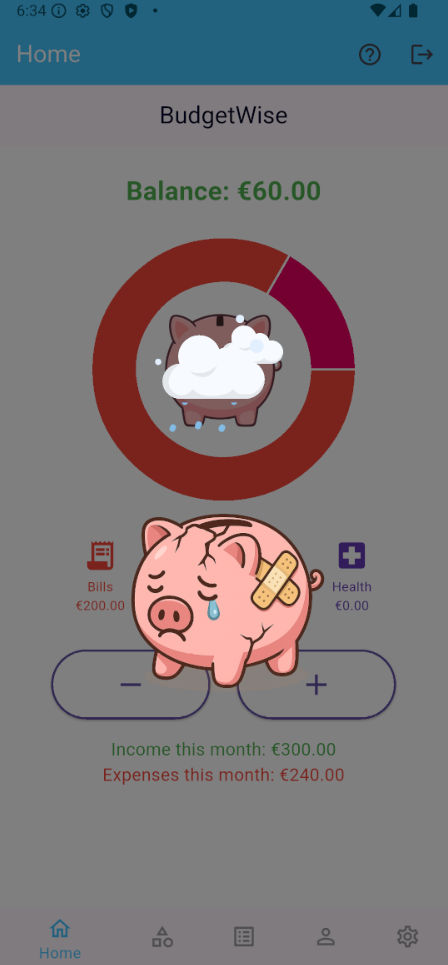 6:34
Home
BudgetWise
Balance: €60.00
Bills
€200.00
Health
€0.00
Income this month: €300.00
Expenses this month: €240.00
Home